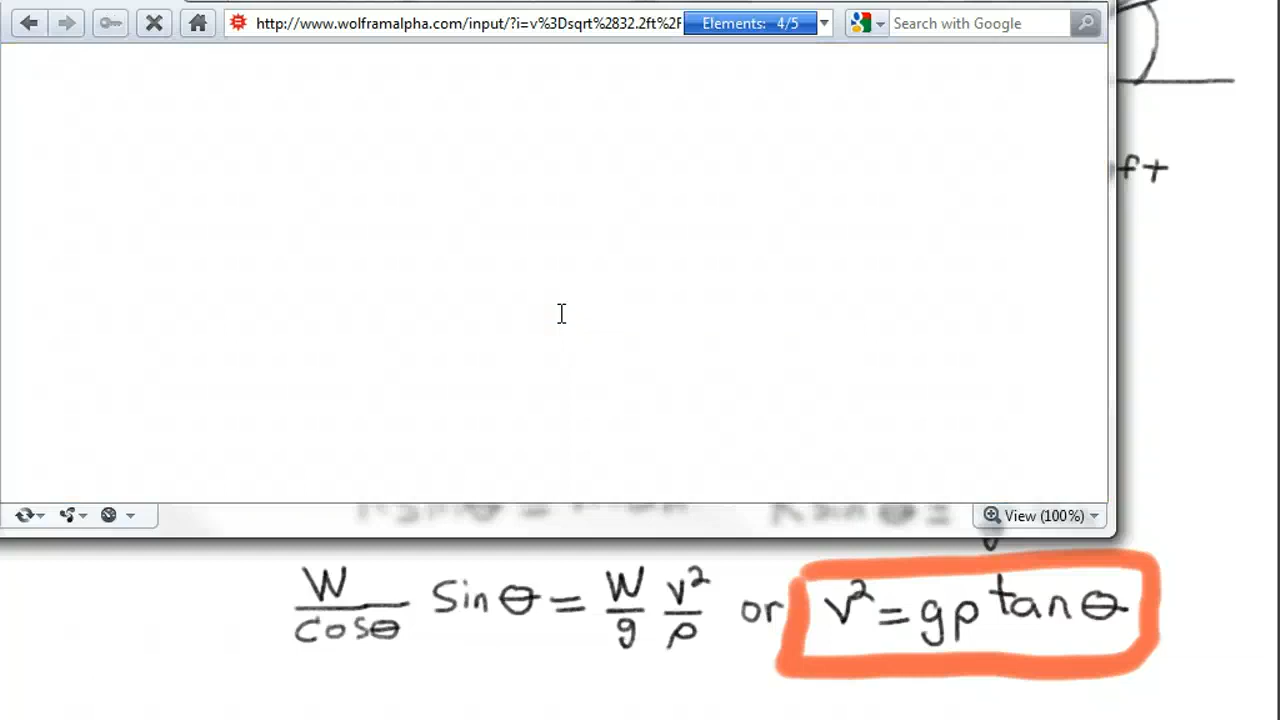 http://www.wolframalpha.com/input/?i=v%3Dsqrt%2832.2ft%2F Elements: 4/5 Search with Google
ft
View (100%)
W/cosθ sinθ = W/g v²/ρ or v² = gρ tanθ